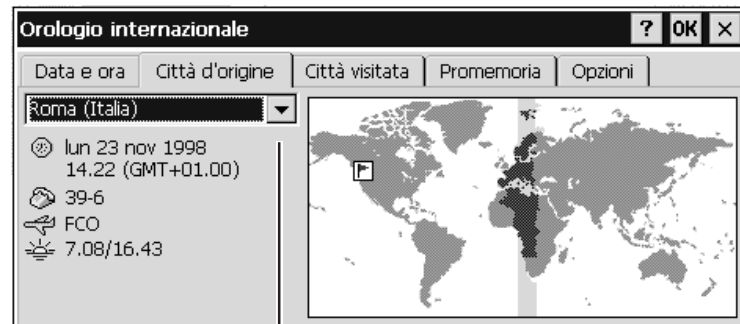 Orologio internazionale ? OK ×
Data e ora Città d'origine Città visitata Promemoria Opzioni
Roma (Italia)
lun 23 nov 1998
14.22 (GMT+01.00)
39-6
FCO
7.08/16.43